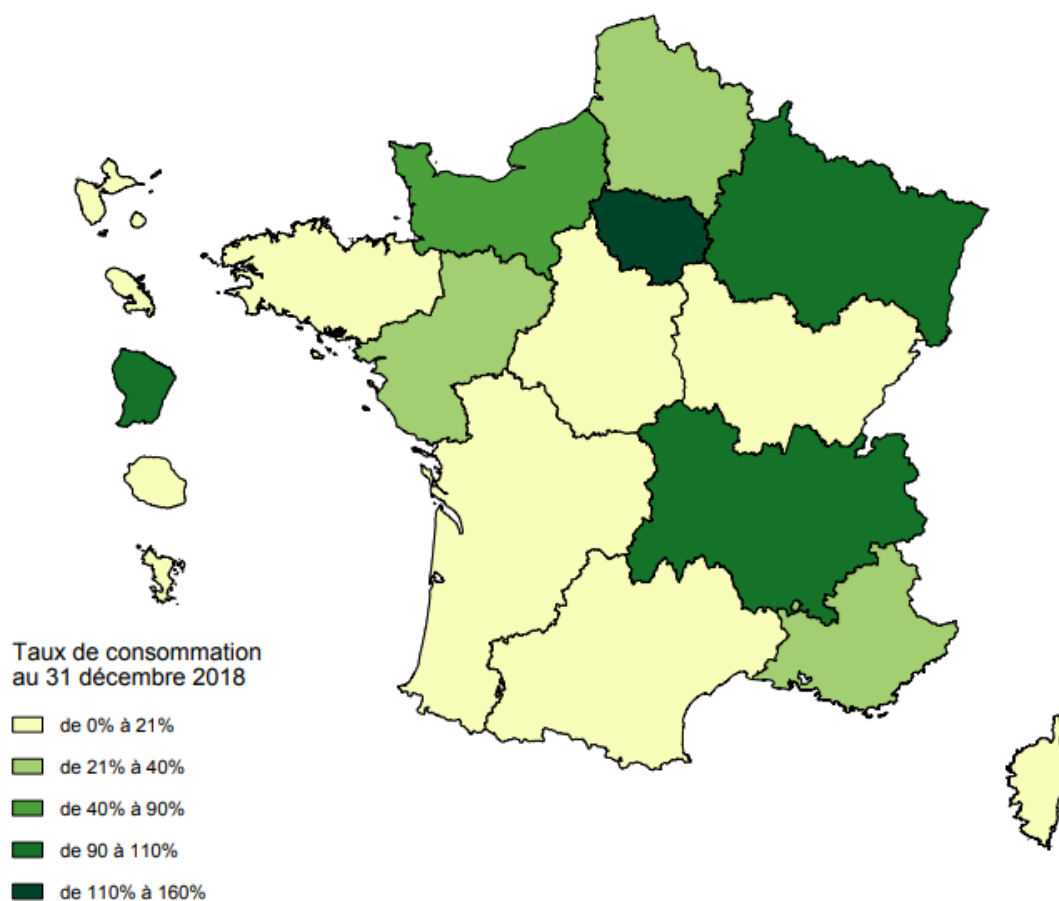 Taux de consommation
au 31 décembre 2018
de 0% à 21%
de 21% à 40%
de 40% à 90%
de 90 à 110%
de 110% à 160%